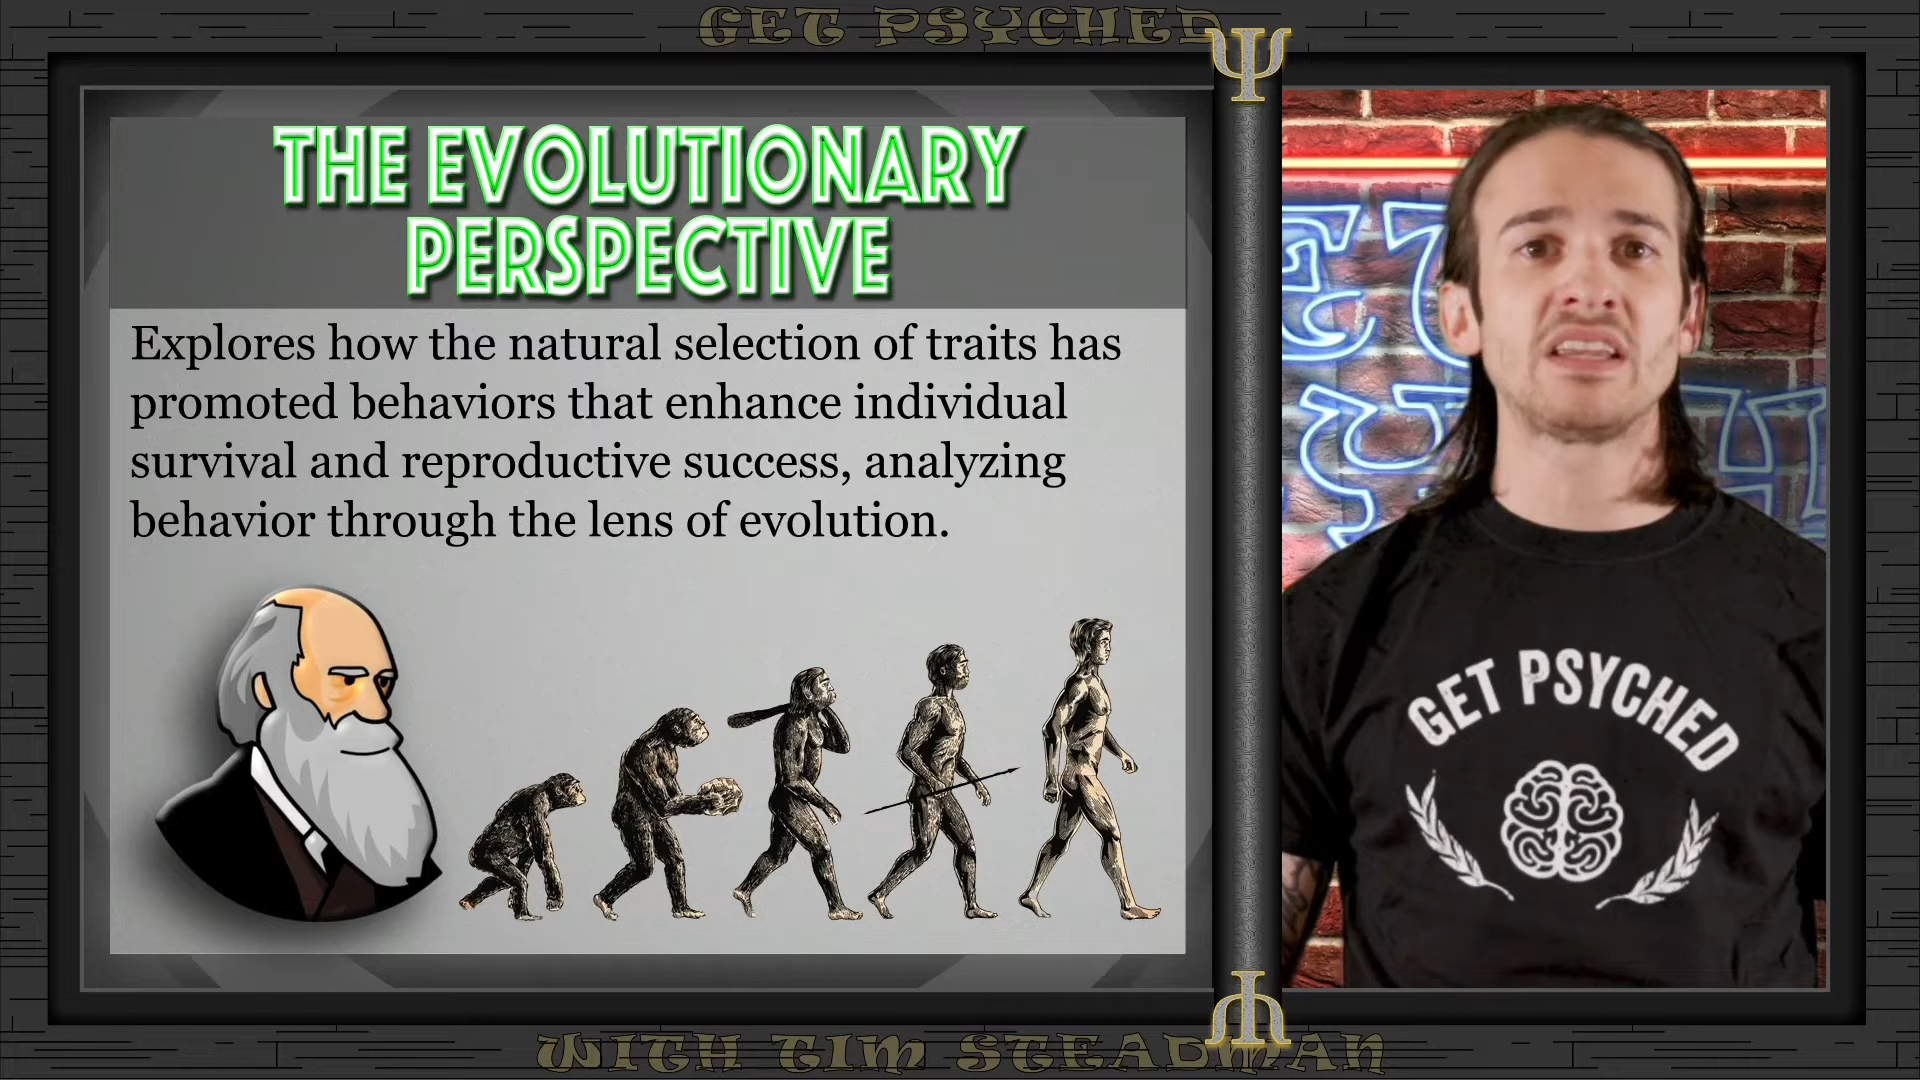 GET PSYCHED
THE EVOLUTIONARY
PERSPECTIVE
Explores how the natural selection of traits has
promoted behaviors that enhance individual
survival and reproductive success, analyzing
behavior through the lens of evolution.
GET PSYCHED
WITH TIM STEADMAN